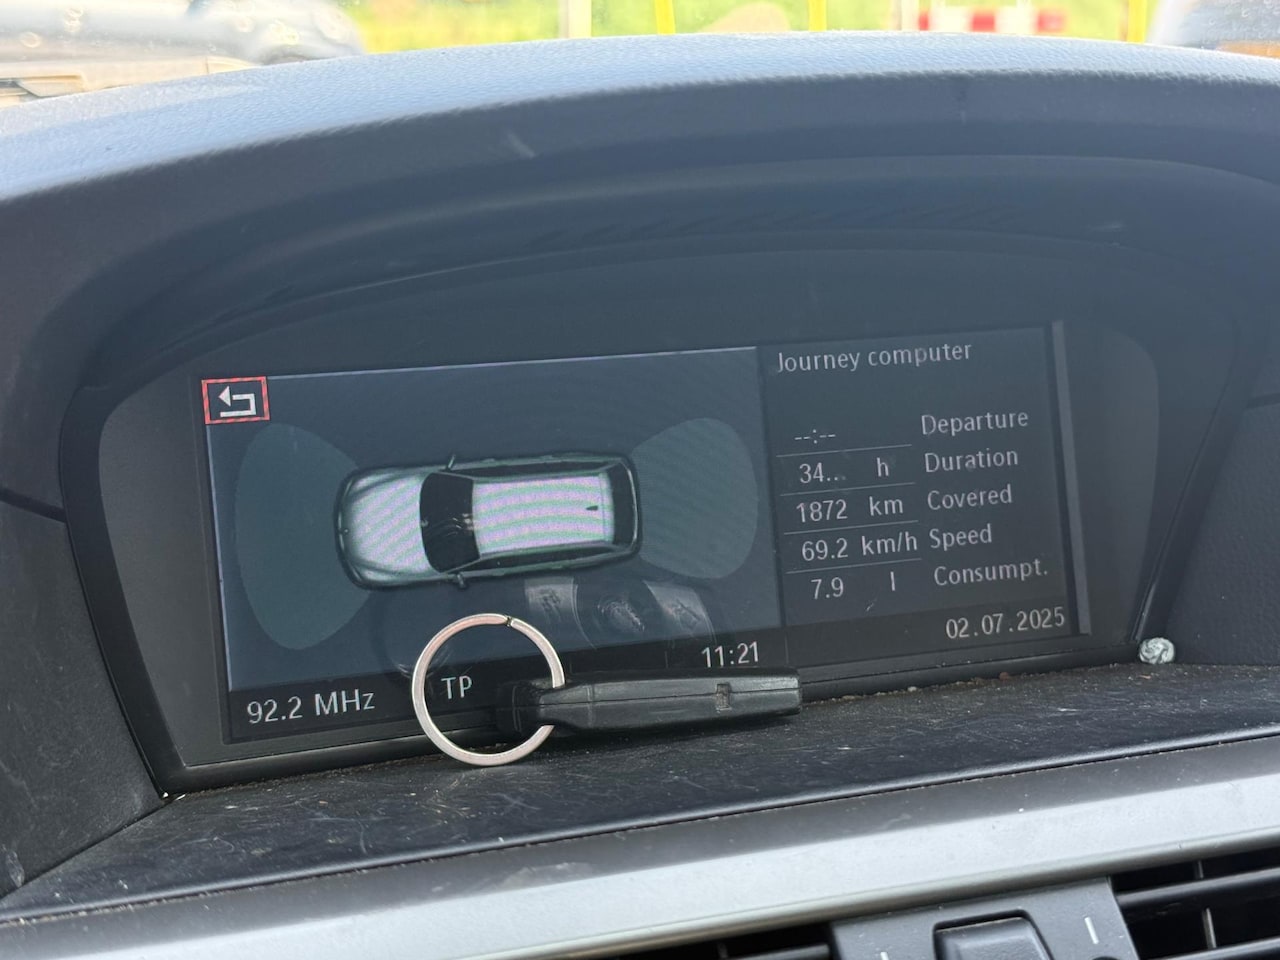 Journey computer
--:-- Departure
34... h Duration
1872 km Covered
69.2 km/h Speed
7.9 l Consumpt.
02.07.2025
92.2 MHz TP 11:21